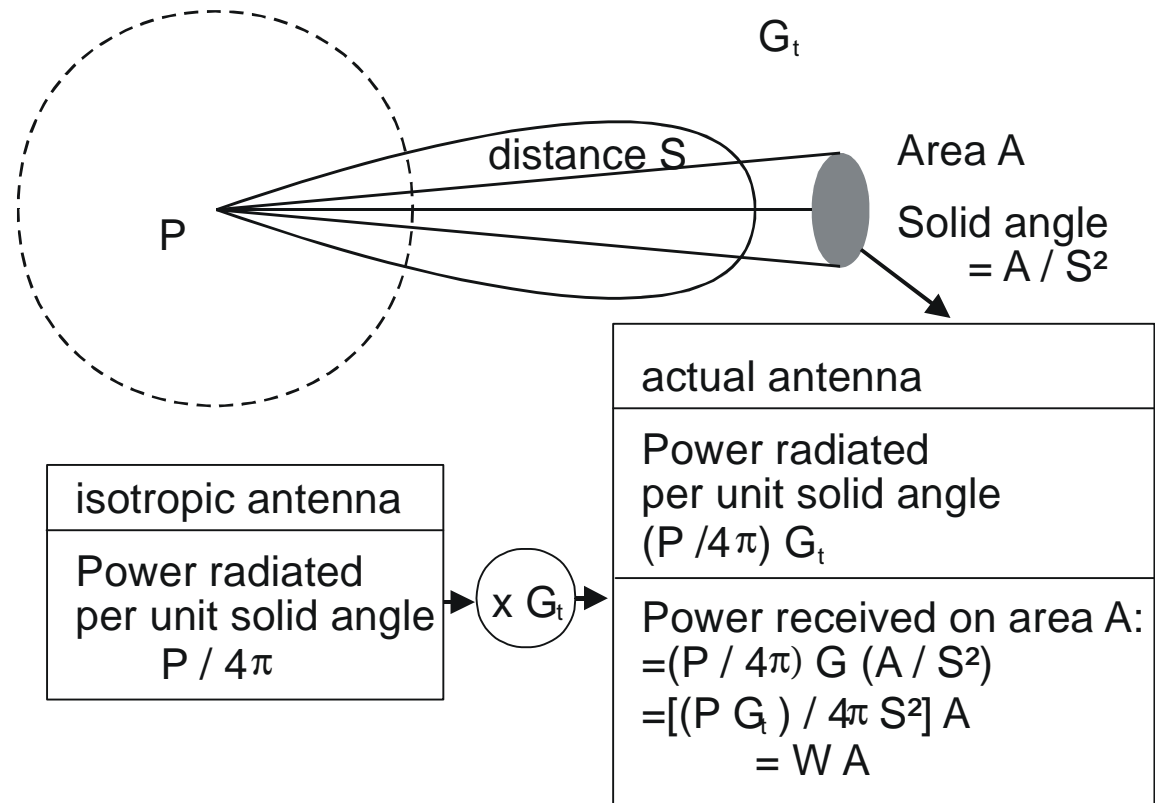 Gₜ
distance S
Area A
P
Solid angle
= A / S²
actual antenna
Power radiated
per unit solid angle
(P /4π) Gₜ
isotropic antenna
Power radiated
per unit solid angle
P / 4π
x Gₜ
Power received on area A:
=(P / 4π) G (A / S²)
=[(P Gₜ ) / 4π S²] A
= W A